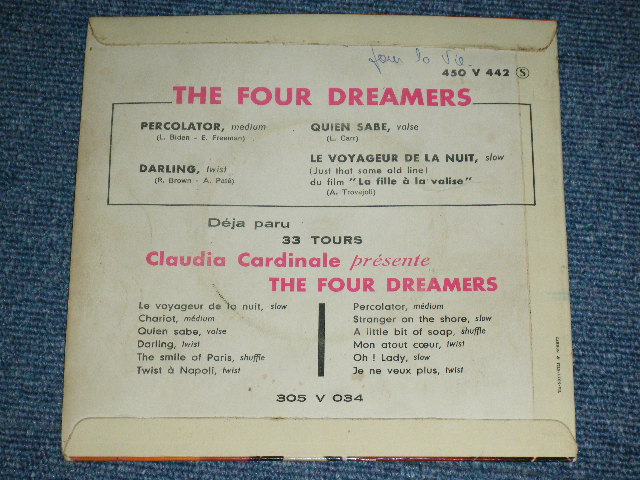 pour la vie
450 V 442 S
THE FOUR DREAMERS
PERCOLATOR, medium
(L. Biden - E. Freeman)
DARLING, twist
(R. Brown - A. Paté)
QUIEN SABE, valse
(L. Carr)
LE VOYAGEUR DE LA NUIT, slow
(Just that same old line)
du film "La fille à la valise"
(A. Trovajoli)
Déja paru
33 TOURS
Claudia Cardinale présente
THE FOUR DREAMERS
Le voyageur de la nuit, slow
Chariot, médium
Quien sabe, valse
Darling, twist
The smile of Paris, shuffle
Twist à Napoli, twist
Percolator, médium
Stranger on the shore, slow
A little bit of soap, shuffle
Mon atout cœur, twist
Oh ! Lady, slow
Je ne veux plus, twist
305 V 034